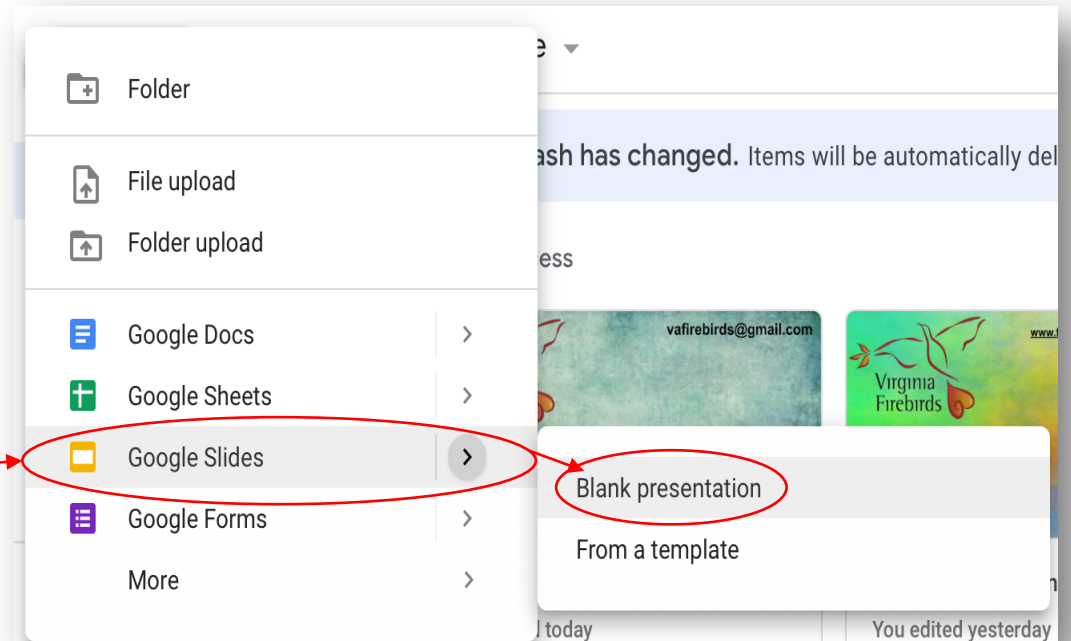 Folder
ash has changed. Items will be automatically del
File upload
Folder upload
ess
Google Docs
vafirebirds@gmail.com
www.
Virginia
Firebirds
Google Sheets
Google Slides
Blank presentation
Google Forms
From a template
More
today
You edited yesterday